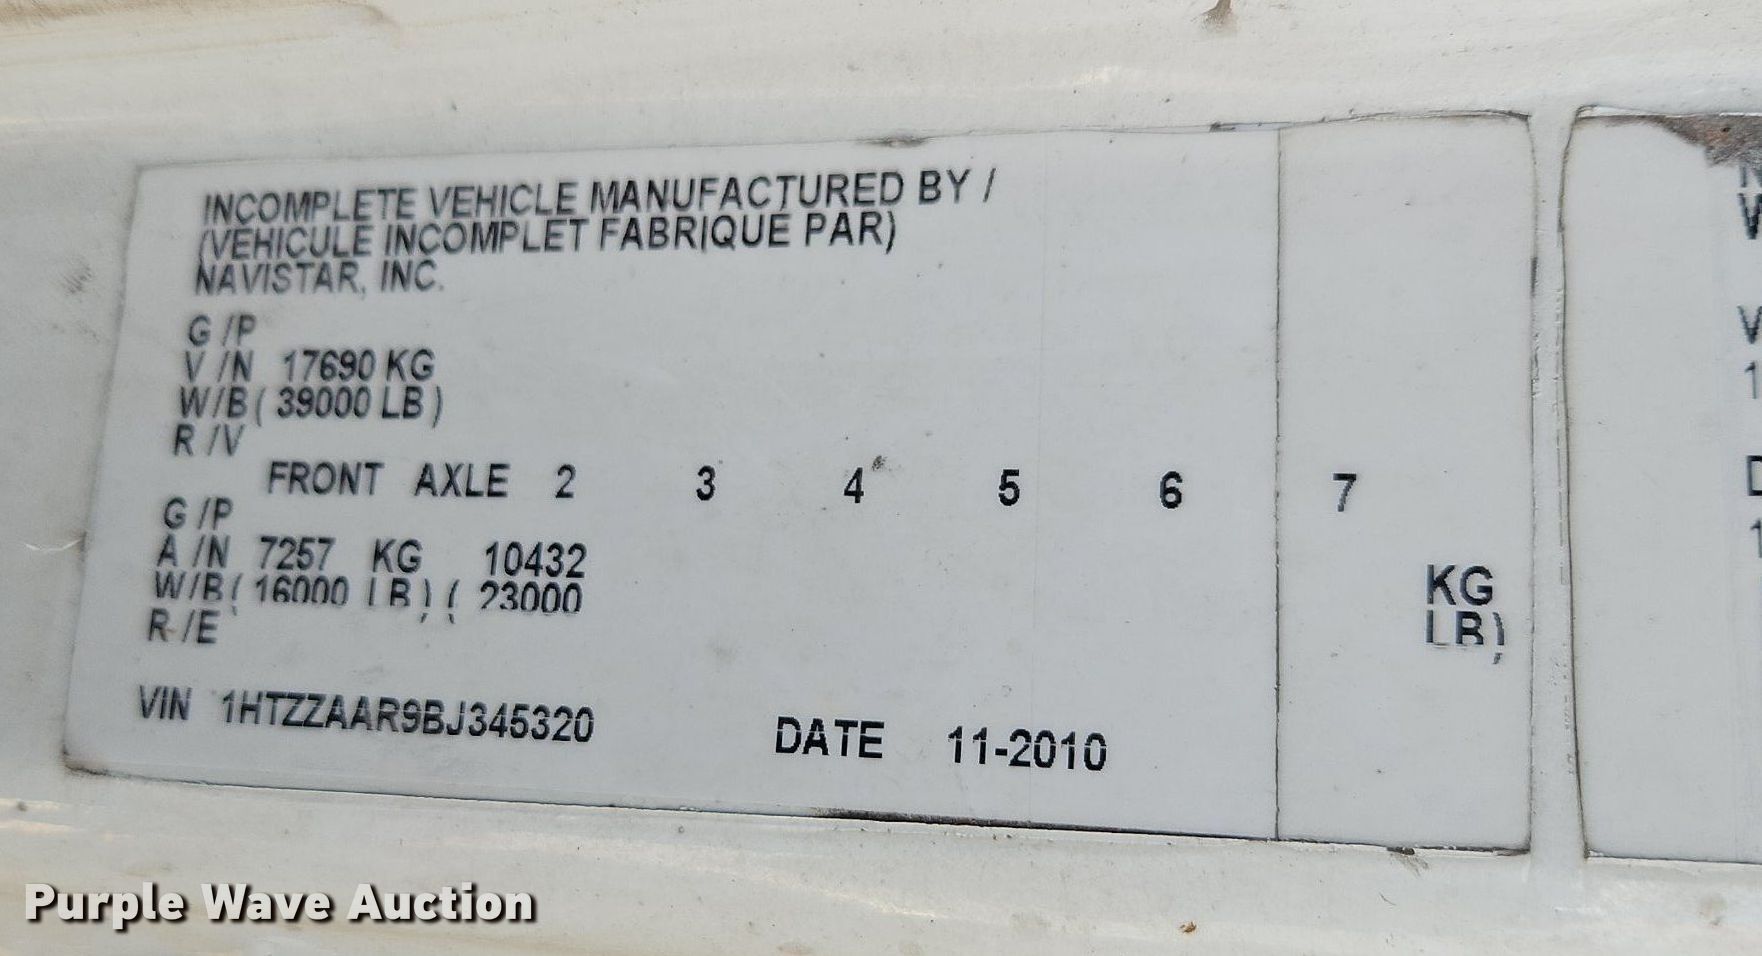 INCOMPLETE VEHICLE MANUFACTURED BY /
(VEHICULE INCOMPLET FABRIQUE PAR)
NAVISTAR, INC.
G /P
V /N 17690 KG
W/B ( 39000 LB )
R /V
FRONT AXLE 2 3 4 5 6 7
G /P
A /N 7257 KG 10432 KG
W/B ( 16000 LB ) ( 23000 LB)
R /E
VIN 1HTZZAAR9BJ345320 DATE 11-2010
Purple Wave Auction